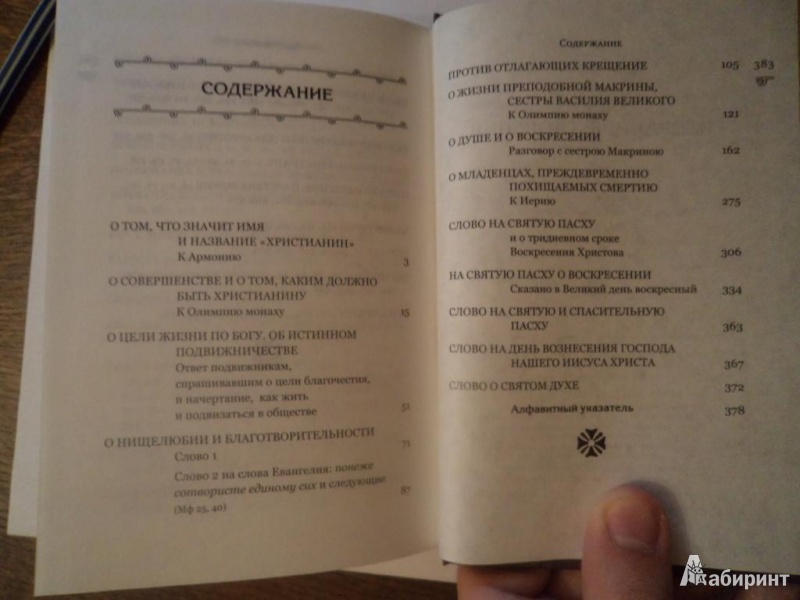 СОДЕРЖАНИЕ
О ТОМ, ЧТО ЗНАЧИТ ИМЯ
И НАЗВАНИЕ «ХРИСТИАНИН»
К Армонию 3
О СОВЕРШЕНСТВЕ И О ТОМ, КАКИМ ДОЛЖНО
БЫТЬ ХРИСТИАНИНУ
К Олимпию монаху 15
О ЦЕЛИ ЖИЗНИ ПО БОГУ, ОБ ИСТИННОМ
ПОДВИЖНИЧЕСТВЕ
Ответ подвижникам,
спрашившим о цели благочестия,
и начертание, как жить
и подвизаться в обществе 51
О НИЩЕЛЮБИИ И БЛАГОТВОРИТЕЛЬНОСТИ 71
Слово 1
Слово 2 на слова Евангелия: понеже
сотвористе единому сих и следующие 87
(Мф 25, 40)
Содержание
383
ПРОТИВ ОТЛАГАЮЩИХ КРЕЩЕНИЕ 105
О ЖИЗНИ ПРЕПОДОБНОЙ МАКРИНЫ,
СЕСТРЫ ВАСИЛИЯ ВЕЛИКОГО
К Олимпию монаху 121
О ДУШЕ И О ВОСКРЕСЕНИИ
Разговор с сестрою Макриною 162
О МЛАДЕНЦАХ, ПРЕЖДЕВРЕМЕННО
ПОХИЩАЕМЫХ СМЕРТИЮ
К Иерию 275
СЛОВО НА СВЯТУЮ ПАСХУ
и о тридневном сроке
Воскресения Христова 306
НА СВЯТУЮ ПАСХУ О ВОСКРЕСЕНИИ
Сказано в Великий день воскресный 334
СЛОВО НА СВЯТУЮ И СПАСИТЕЛЬНУЮ
ПАСХУ 363
СЛОВО НА ДЕНЬ ВОЗНЕСЕНИЯ ГОСПОДА
НАШЕГО ИИСУСА ХРИСТА 367
СЛОВО О СВЯТОМ ДУХЕ 372
Алфавитный указатель 378
Лабиринт